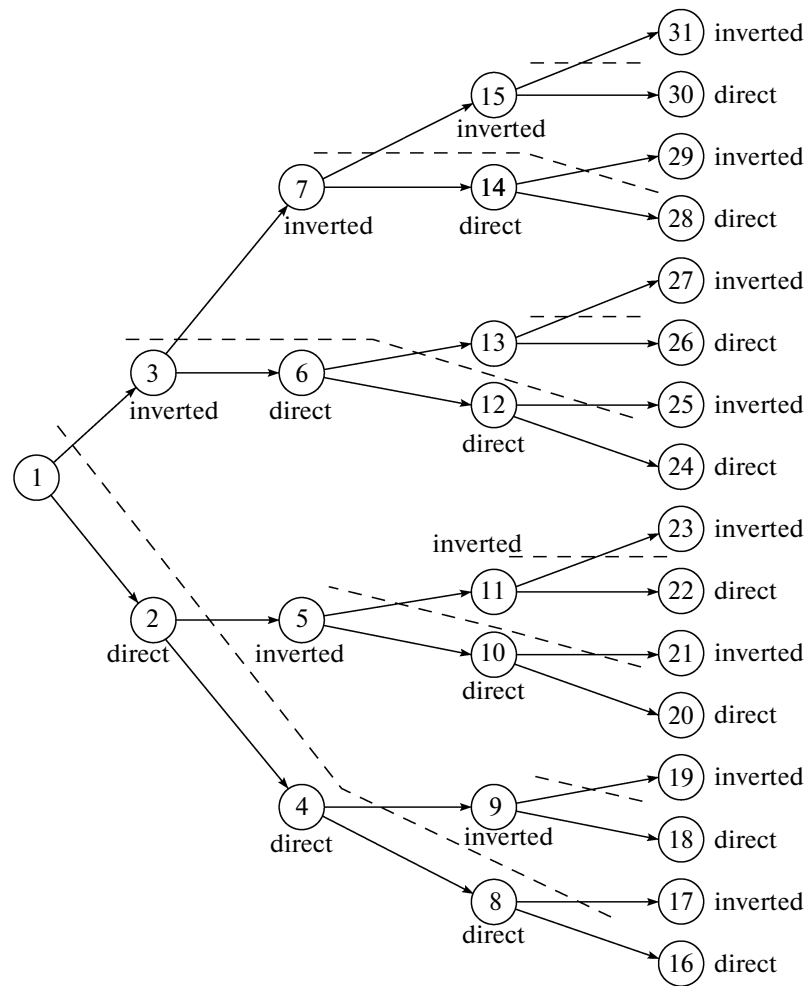 31 inverted
15
30 direct
inverted
29 inverted
7
14
28 direct
inverted
direct
27 inverted
13
26 direct
3
6
12
25 inverted
inverted
direct
direct
24 direct
1
23 inverted
inverted
11
22 direct
2
5
10
21 inverted
direct
inverted
direct
20 direct
19 inverted
4
9
inverted
18 direct
direct
8
17 inverted
direct
16 direct